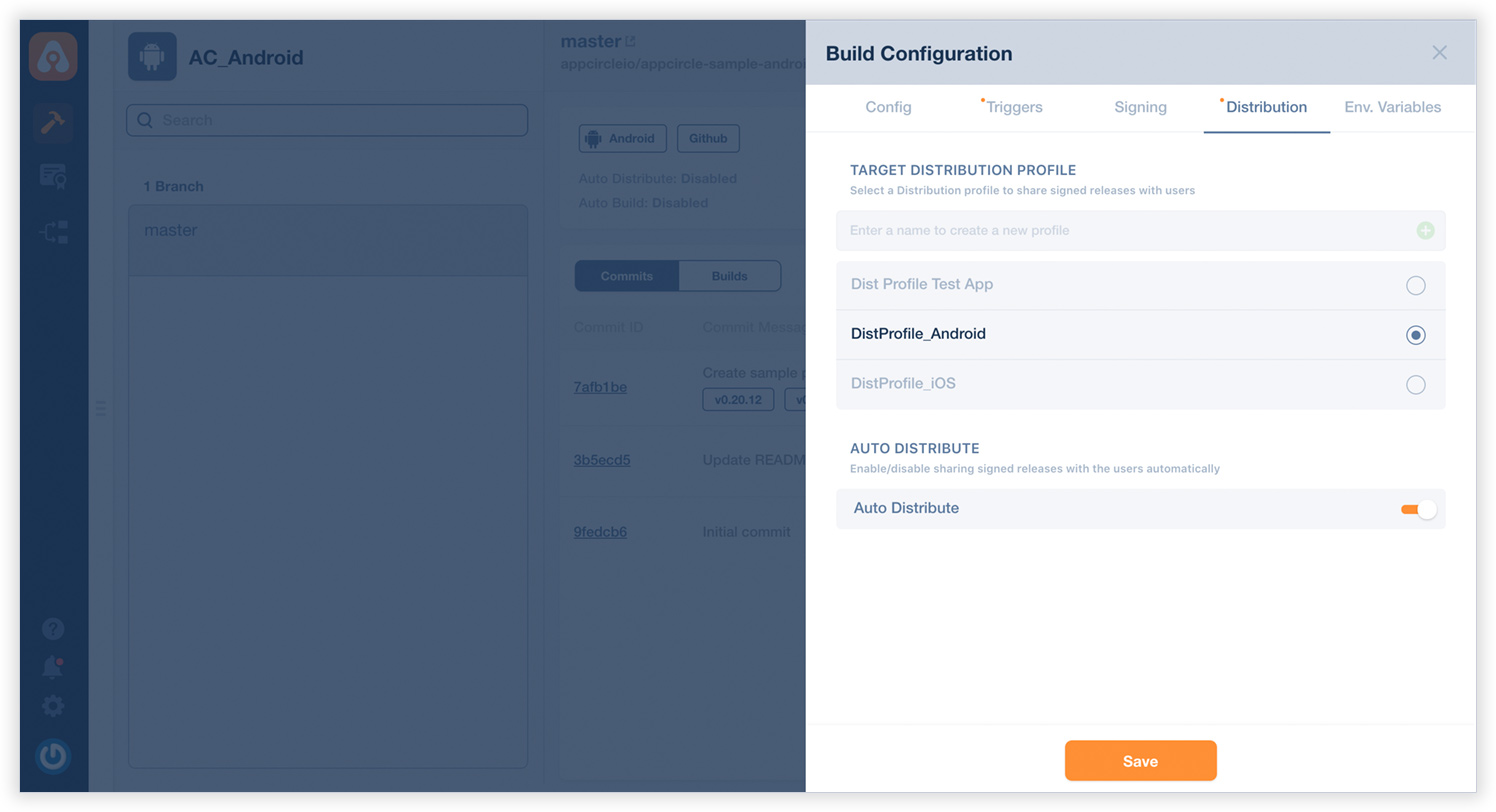 AC_Android
Search
1 Branch
master
master
appcircleio/appcircle-sample-androi
Android
Github
Auto Distribute: Disabled
Auto Build: Disabled
Commits
Builds
Commit ID
Commit Messa
7afb1be
Create sample
v0.20.12
3b5ecd5
Update READM
9fedcb6
Initial commit
Build Configuration
Config
Triggers
Signing
Distribution
Env. Variables
TARGET DISTRIBUTION PROFILE
Select a Distribution profile to share signed releases with users
Enter a name to create a new profile
Dist Profile Test App
DistProfile_Android
DistProfile_iOS
AUTO DISTRIBUTE
Enable/disable sharing signed releases with the users automatically
Auto Distribute
Save